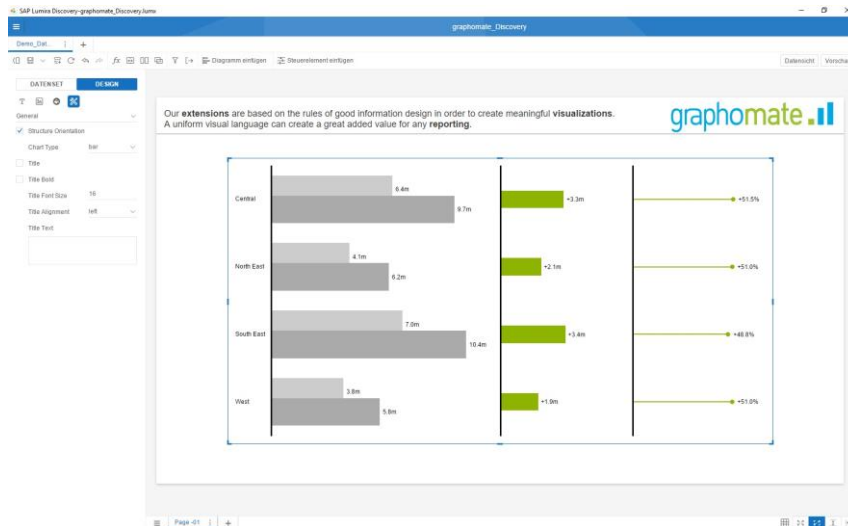 SAP Lumira Discovery-graphomate_Discovery.lumx
graphomate_Discovery
Demo_Dat...
+
fx
Diagramm einfügen
Steuerelement einfügen
Datensicht
Vorscha
DATENSET
DESIGN
General
Structure Orientation
Chart Type
bar
Title
Title Bold
Title Font Size
16
Title Alignment
left
Title Text
Our extensions are based on the rules of good information design in order to create meaningful visualizations.
A uniform visual language can create a great added value for any reporting.
graphomate
Central
6.4m
9.7m
+3.3m
+51.5%
North East
4.1m
6.2m
+2.1m
+51.0%
South East
7.0m
10.4m
+3.4m
+48.8%
West
3.8m
5.8m
+1.9m
+51.0%
Page -01
+